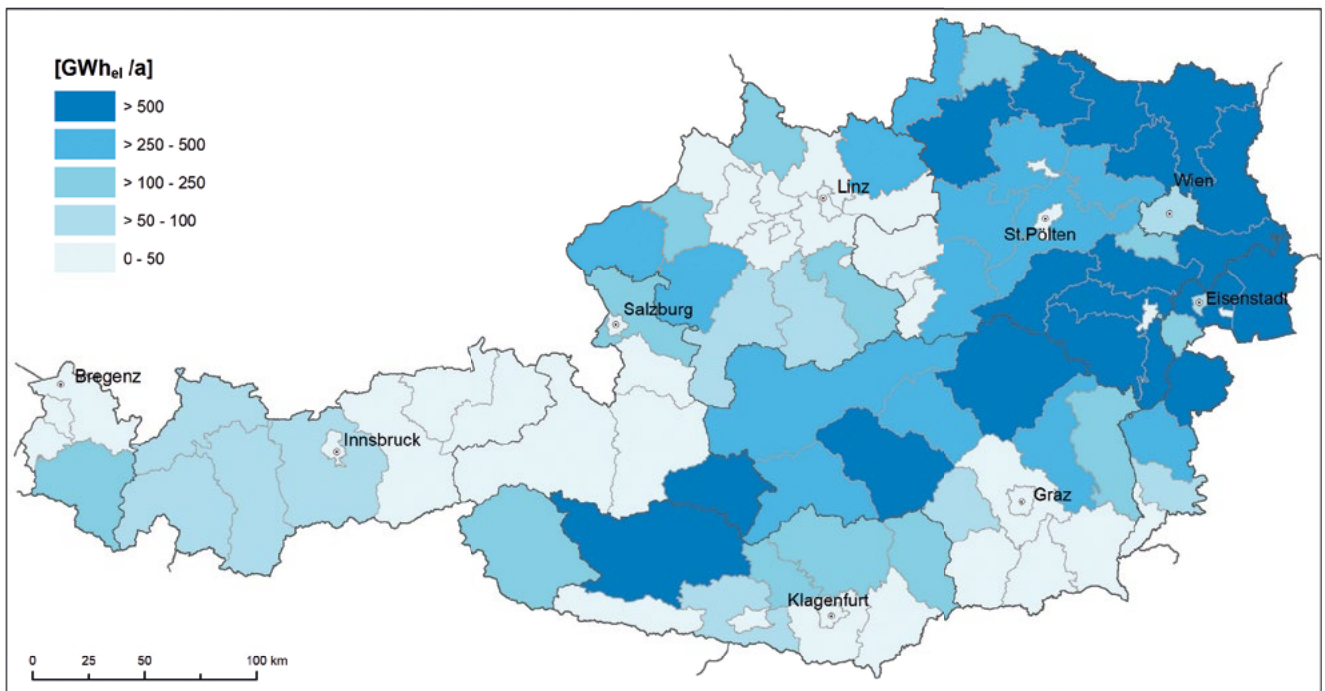 [GWhel /a]
> 500
> 250 - 500
> 100 - 250
> 50 - 100
0 - 50
Linz
Wien
St.Pölten
Salzburg
Eisenstadt
Bregenz
Innsbruck
Graz
Klagenfurt
0 25 50 100 km